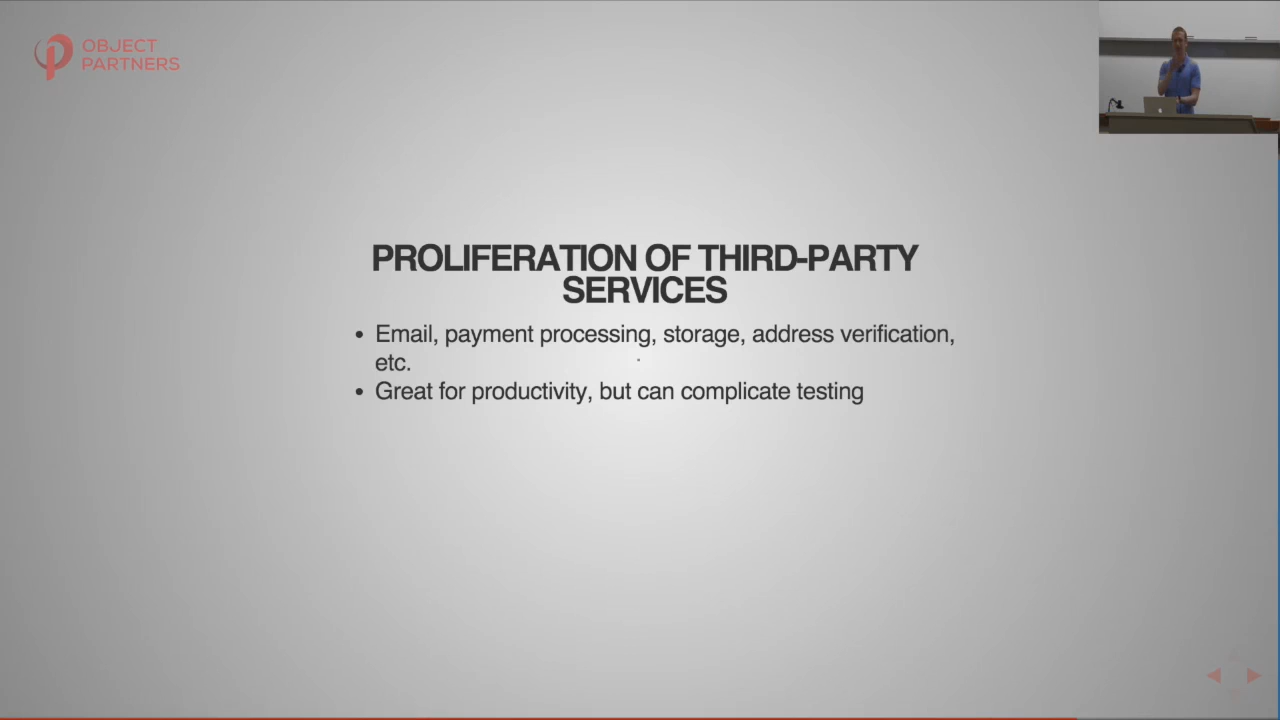 OBJECT
PARTNERS
PROLIFERATION OF THIRD-PARTY
SERVICES
• Email, payment processing, storage, address verification,
etc.
• Great for productivity, but can complicate testing